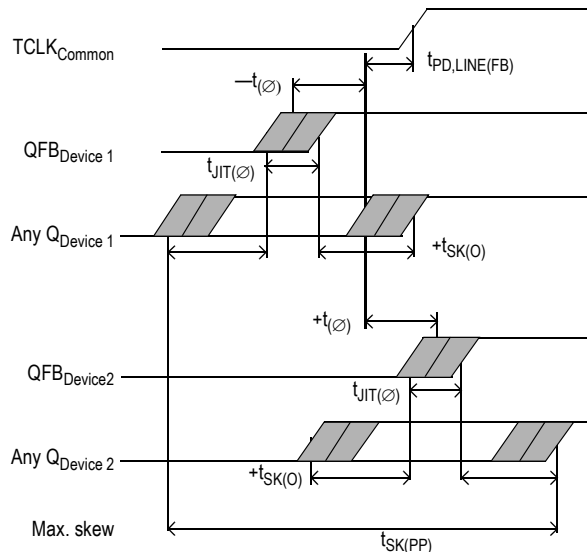 TCLKCommon
tPD,LINE(FB)
—t(∅)
QFBDevice 1
tJIT(∅)
Any QDevice 1
+tSK(O)
+t(∅)
QFBDevice2
tJIT(∅)
Any QDevice 2
+tSK(O)
Max. skew
tSK(PP)